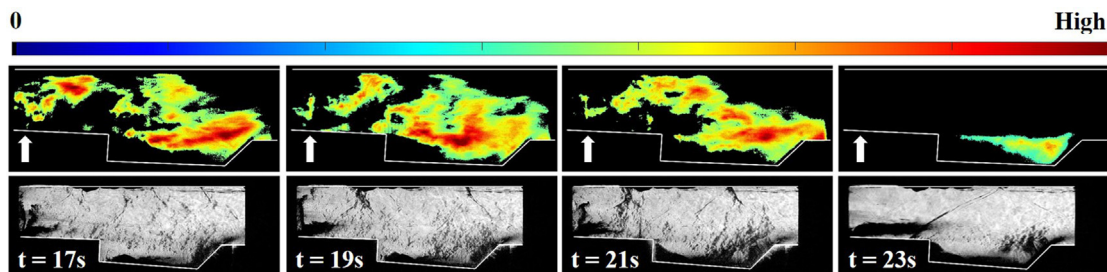 0 High
t = 17s
t = 19s
t = 21s
t = 23s